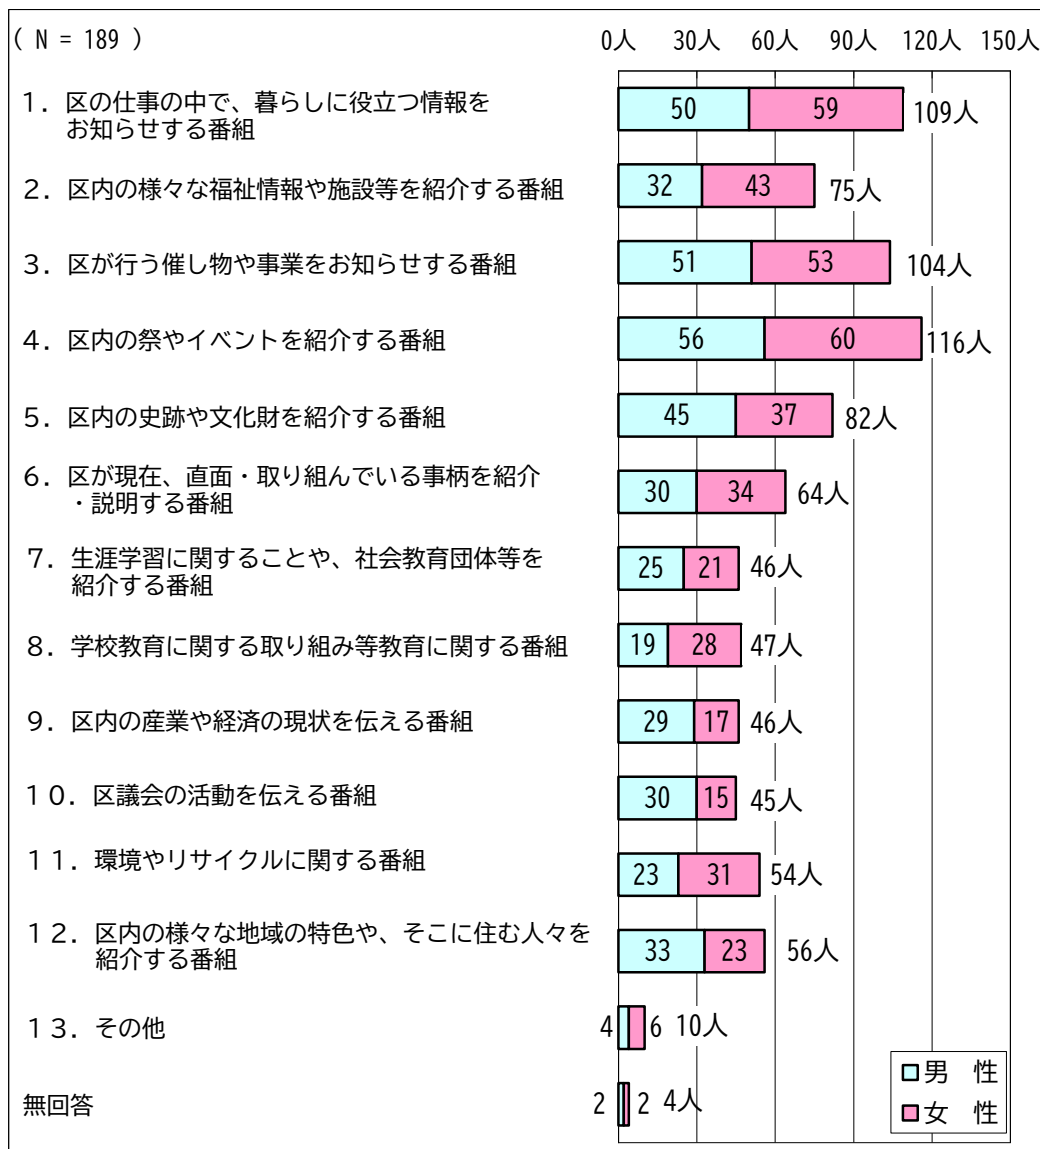 ( N = 189 )
0人 30人 60人 90人 120人 150人
1．区の仕事の中で、暮らしに役立つ情報を
お知らせする番組
50 59 109人
2．区内の様々な福祉情報や施設等を紹介する番組
32 43 75人
3．区が行う催し物や事業をお知らせする番組
51 53 104人
4．区内の祭やイベントを紹介する番組
56 60 116人
5．区内の史跡や文化財を紹介する番組
45 37 82人
6．区が現在、直面・取り組んでいる事柄を紹介
・説明する番組
30 34 64人
7．生涯学習に関することや、社会教育団体等を
紹介する番組
25 21 46人
8．学校教育に関する取り組み等教育に関する番組
19 28 47人
9．区内の産業や経済の現状を伝える番組
29 17 46人
10．区議会の活動を伝える番組
30 15 45人
11．環境やリサイクルに関する番組
23 31 54人
12．区内の様々な地域の特色や、そこに住む人々を
紹介する番組
33 23 56人
13．その他
4 6 10人
無回答
2 2 4人
男　性
女　性